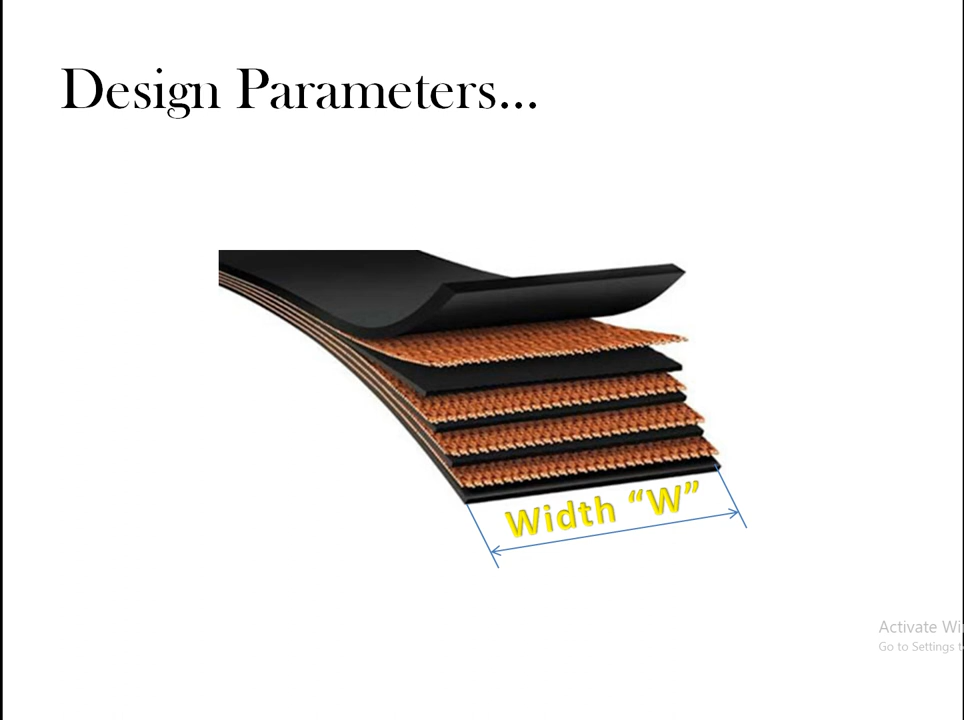 Design Parameters...
Width “W”
Activate Wi
Go to Settings t